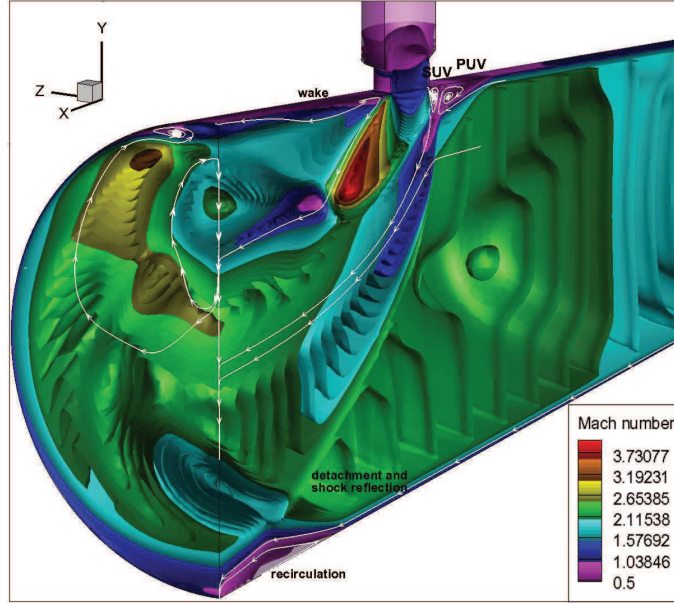 Y
Z
X
SUV
PUV
wake
detachment and
shock reflection
recirculation
Mach number
3.73077
3.19231
2.65385
2.11538
1.57692
1.03846
0.5